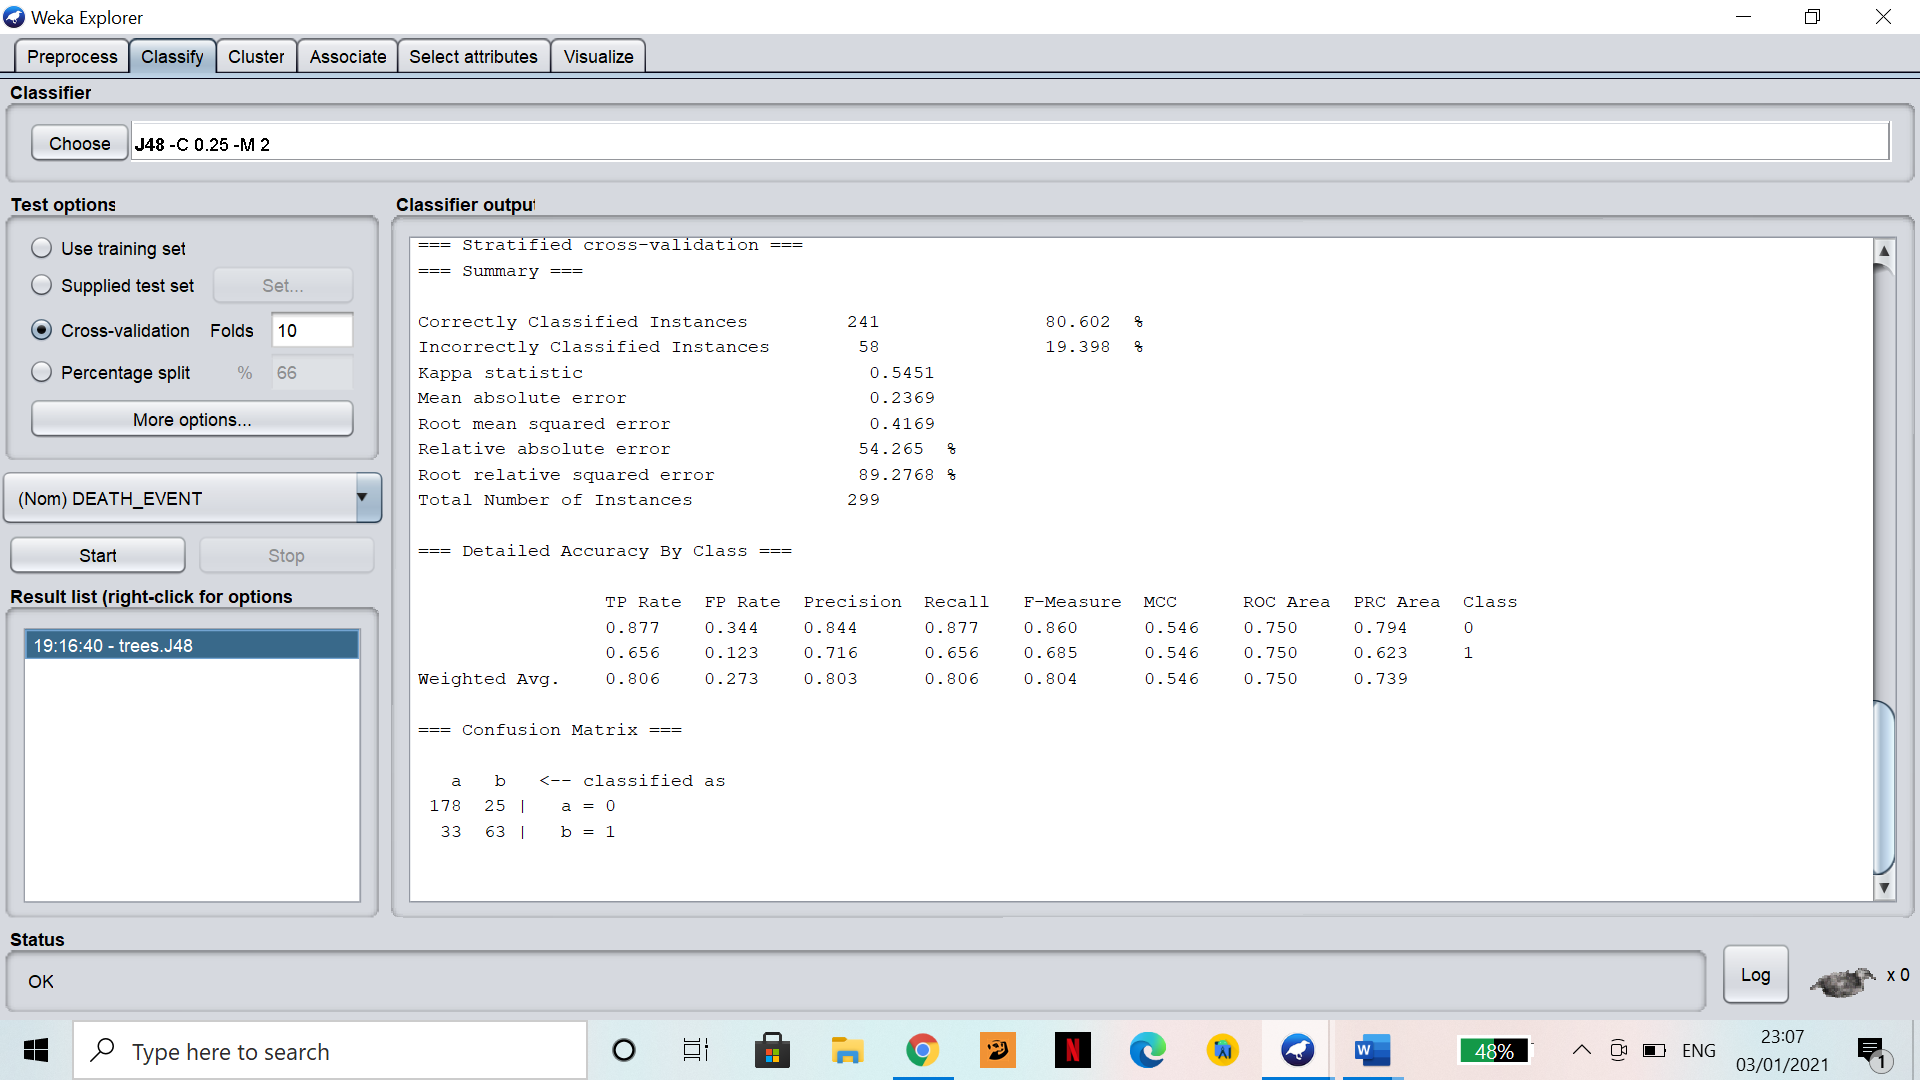 Weka Explorer
Preprocess Classify Cluster Associate Select attributes Visualize
Classifier
Choose J48 -C 0.25 -M 2
Test options
Use training set
Supplied test set Set...
Cross-validation Folds 10
Percentage split % 66
More options...
(Nom) DEATH_EVENT
Start Stop
Result list (right-click for options
19:16:40 - trees.J48
Classifier output
=== Stratified cross-validation ===
=== Summary ===
Correctly Classified Instances 241 80.602 %
Incorrectly Classified Instances 58 19.398 %
Kappa statistic 0.5451
Mean absolute error 0.2369
Root mean squared error 0.4169
Relative absolute error 54.265 %
Root relative squared error 89.2768 %
Total Number of Instances 299
=== Detailed Accuracy By Class ===
TP Rate FP Rate Precision Recall F-Measure MCC ROC Area PRC Area Class
0.877 0.344 0.844 0.877 0.860 0.546 0.750 0.794 0
0.656 0.123 0.716 0.656 0.685 0.546 0.750 0.623 1
Weighted Avg. 0.806 0.273 0.803 0.806 0.804 0.546 0.750 0.739
=== Confusion Matrix ===
a b <-- classified as
178 25 | a = 0
33 63 | b = 1
Status
OK
Log
x 0
Type here to search
N
AI
W
48%
ENG
23:07
03/01/2021
1